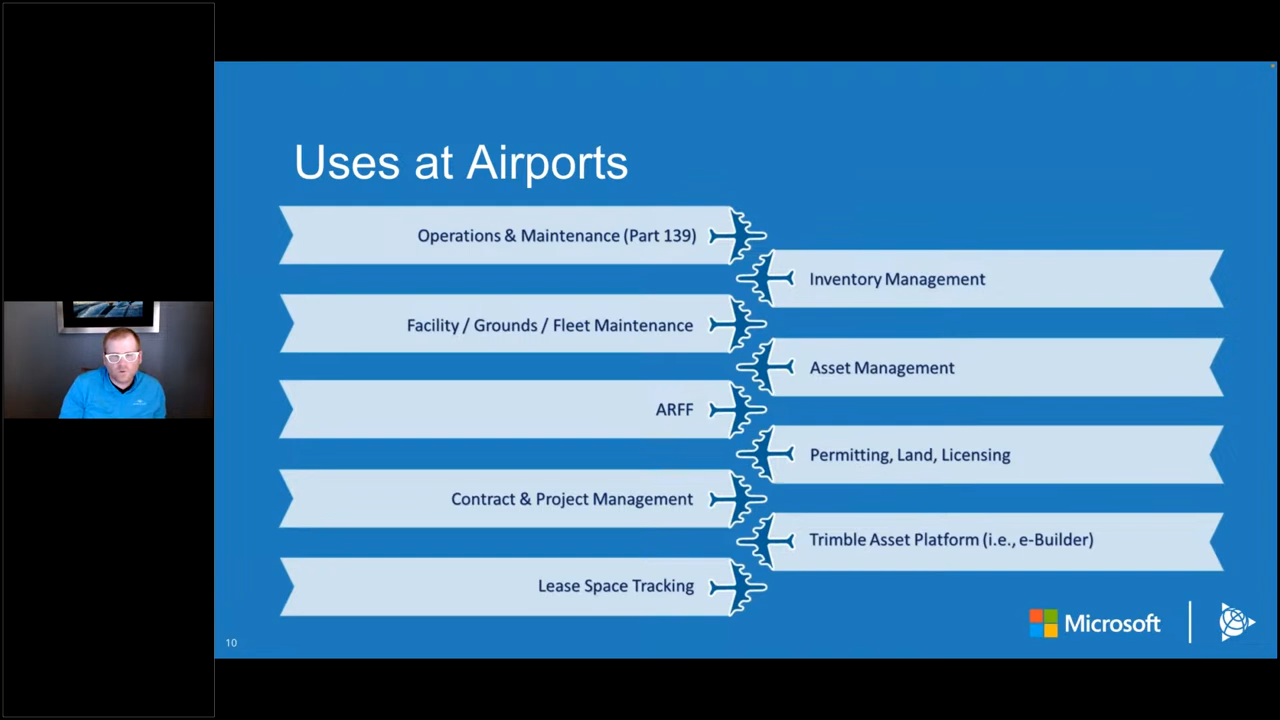 Uses at Airports
Operations & Maintenance (Part 139)
Inventory Management
Facility / Grounds / Fleet Maintenance
Asset Management
ARFF
Permitting, Land, Licensing
Contract & Project Management
Trimble Asset Platform (i.e., e-Builder)
Lease Space Tracking
Microsoft
10